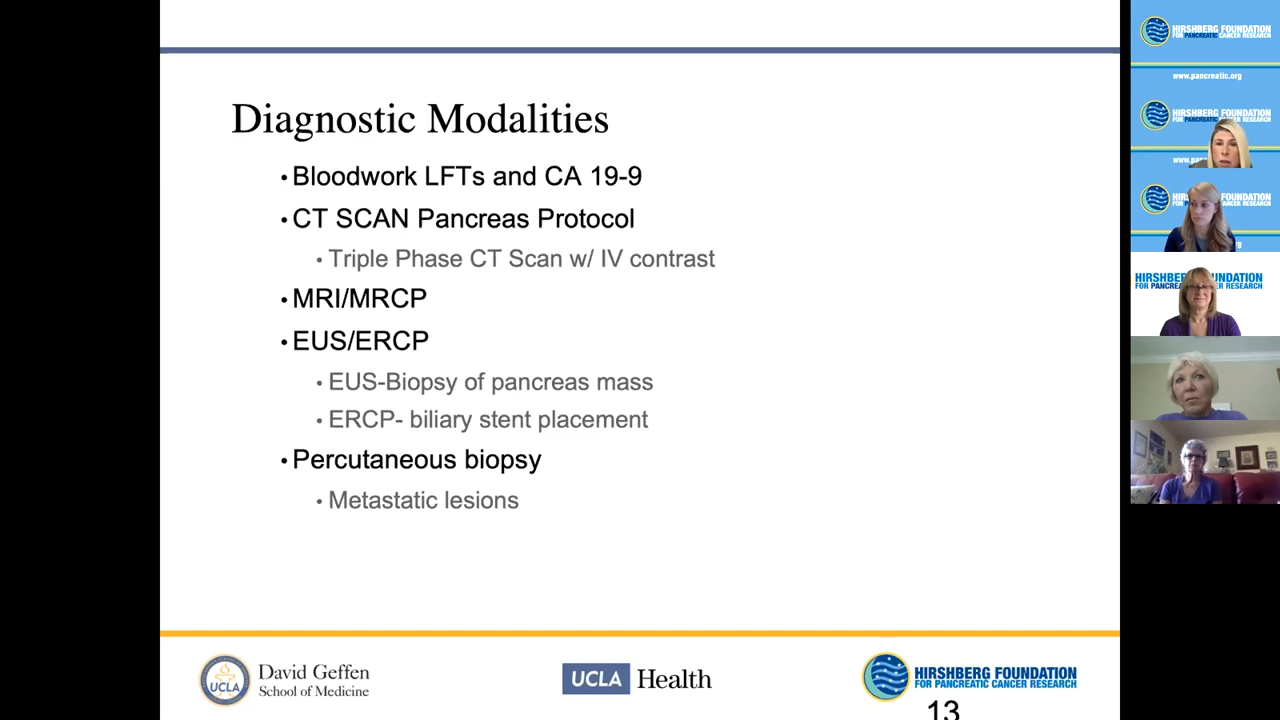 Diagnostic Modalities
• Bloodwork LFTs and CA 19-9
• CT SCAN Pancreas Protocol
• Triple Phase CT Scan w/ IV contrast
• MRI/MRCP
• EUS/ERCP
• EUS-Biopsy of pancreas mass
• ERCP- biliary stent placement
• Percutaneous biopsy
• Metastatic lesions
UCLA
David Geffen
School of Medicine
UCLA Health
HIRSHBERG FOUNDATION
FOR PANCREATIC CANCER RESEARCH
13
HIRSHBERG FOUNDATION
FOR PANCREATIC CANCER RESEARCH
www.pancreatic.org
HIRSHBERG FOUNDATION
FOR PANCREATIC
HIRSHBERG FOUNDATION